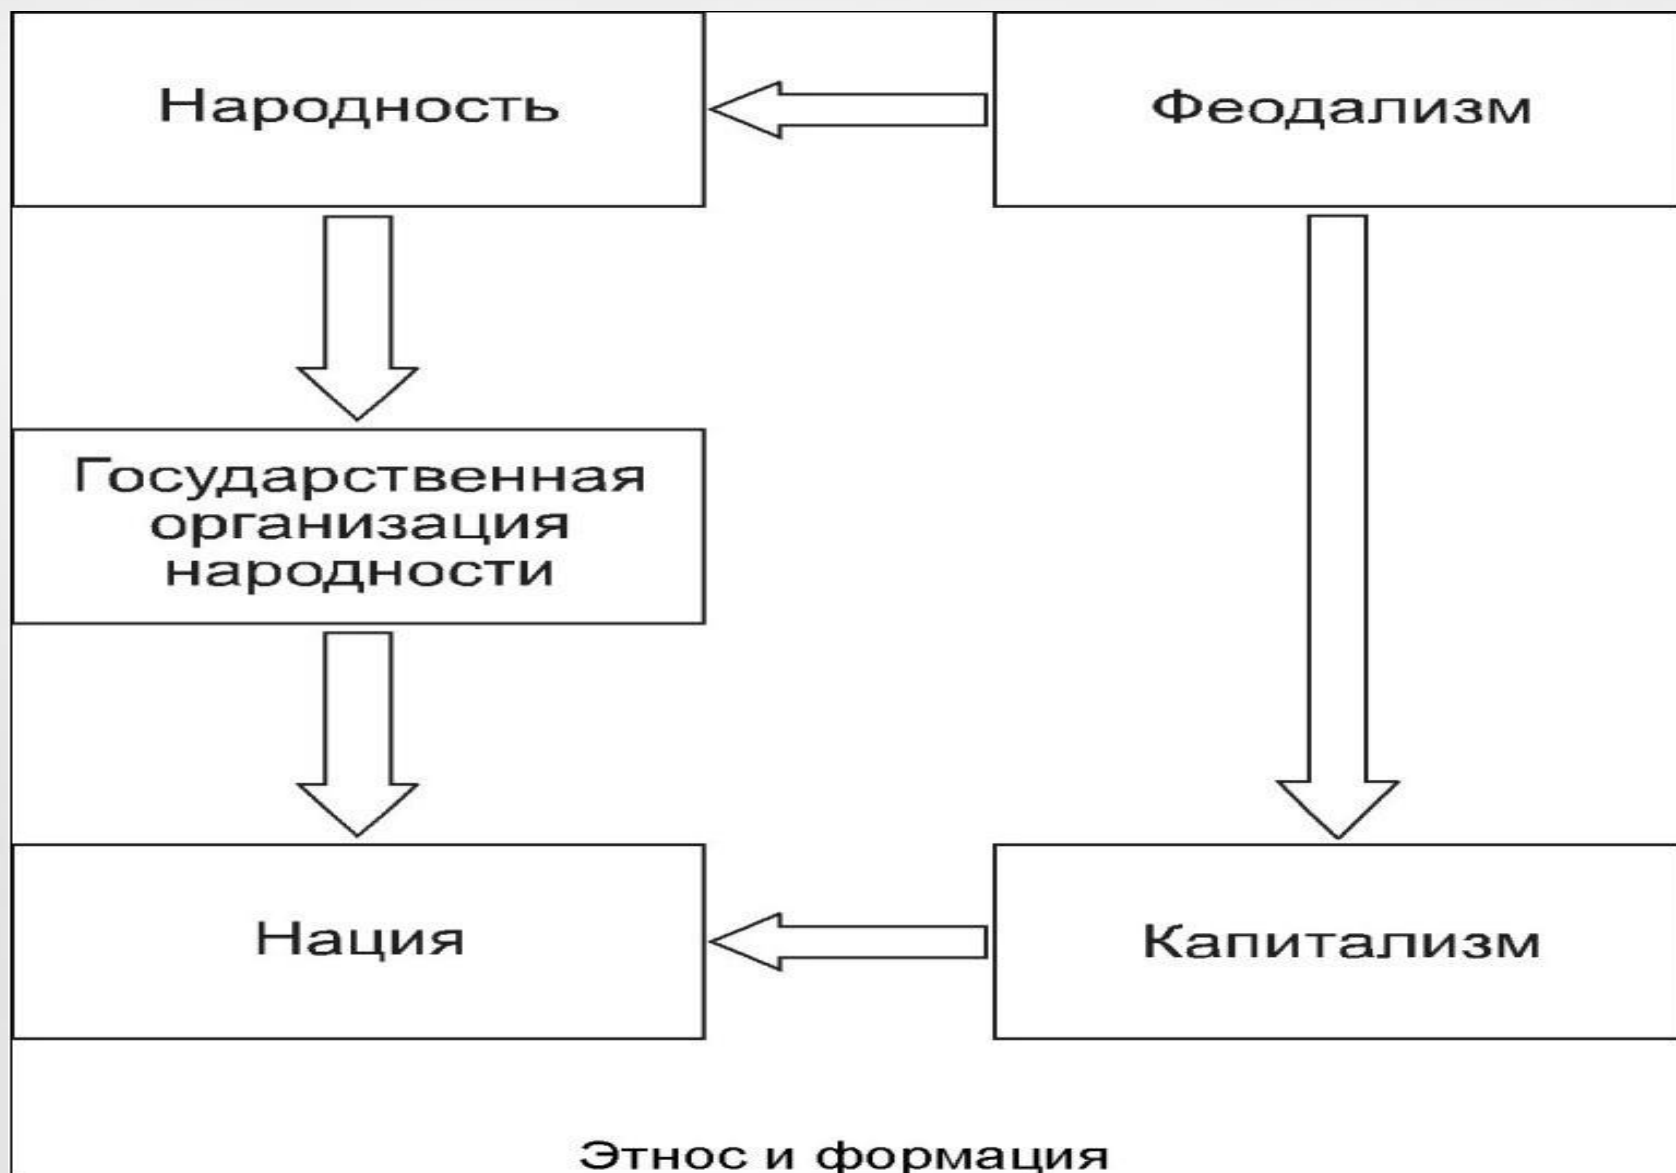 Народность
Феодализм
Государственная
организация
народности
Нация
Капитализм
Этнос и формация